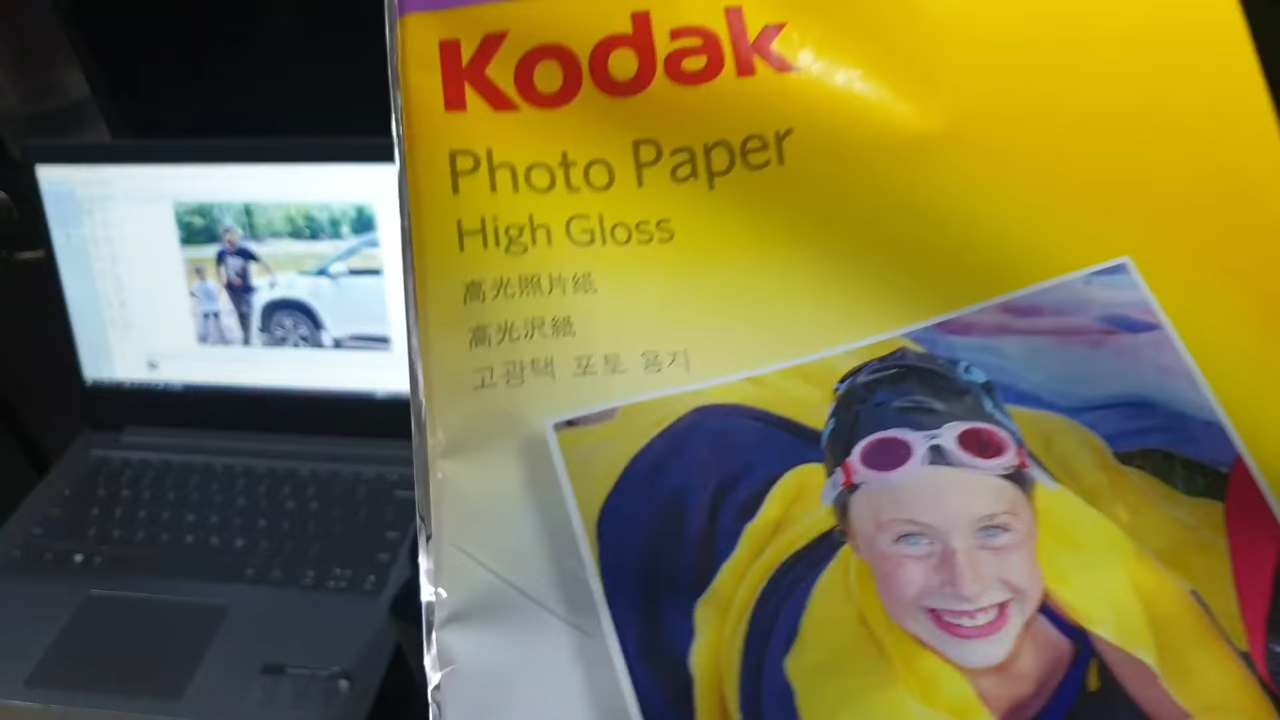 Kodak
Photo Paper
High Gloss
高光照片紙
高光沢紙
고광택 포토 용지